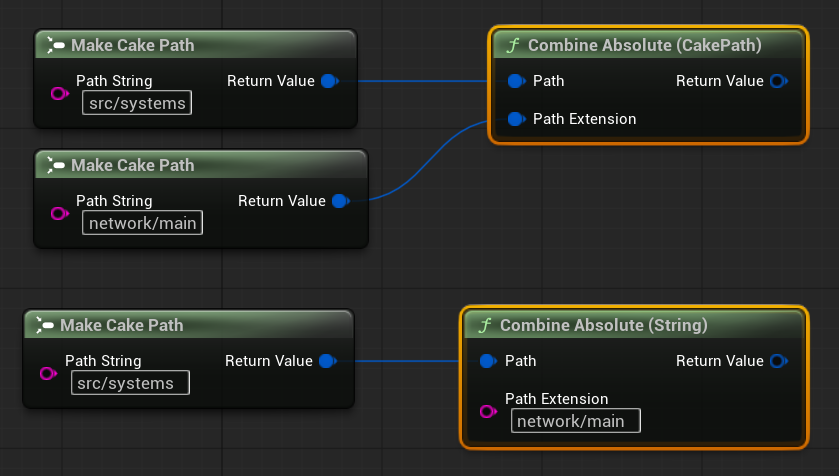 Make Cake Path
Path String
src/systems
Return Value
Combine Absolute (CakePath)
Path
Return Value
Path Extension
Make Cake Path
Path String
network/main
Return Value
Make Cake Path
Path String
src/systems
Return Value
Combine Absolute (String)
Path
Return Value
Path Extension
network/main